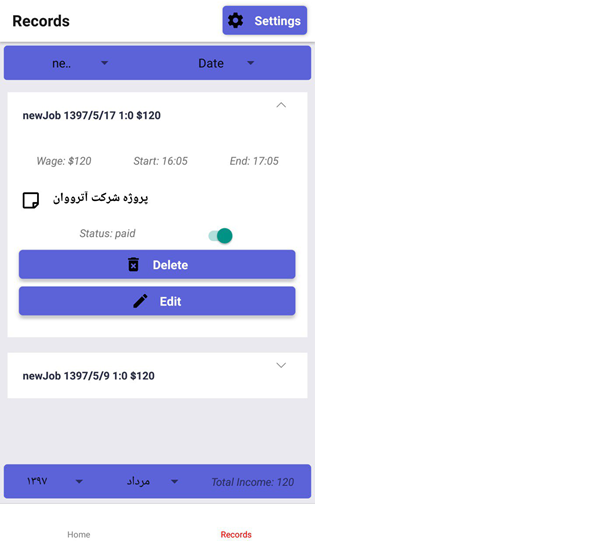 Records
Settings
ne..
Date
newJob 1397/5/17 1:0 $120
Wage: $120
Start: 16:05
End: 17:05
پروژه شرکت آترووان
Status: paid
Delete
Edit
newJob 1397/5/9 1:0 $120
۱۳۹۷
مرداد
Total Income: 120
Home
Records